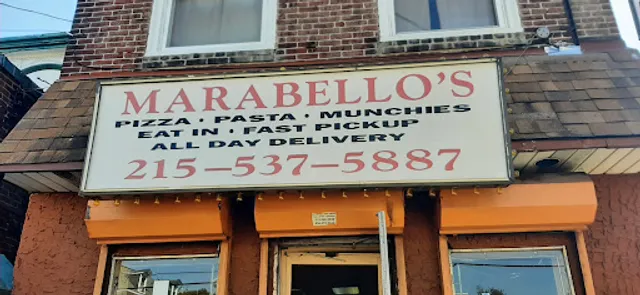 MARABELLO'S
PIZZA · PASTA · MUNCHIES
EAT IN · FAST PICKUP
ALL DAY DELIVERY
215-537-5887